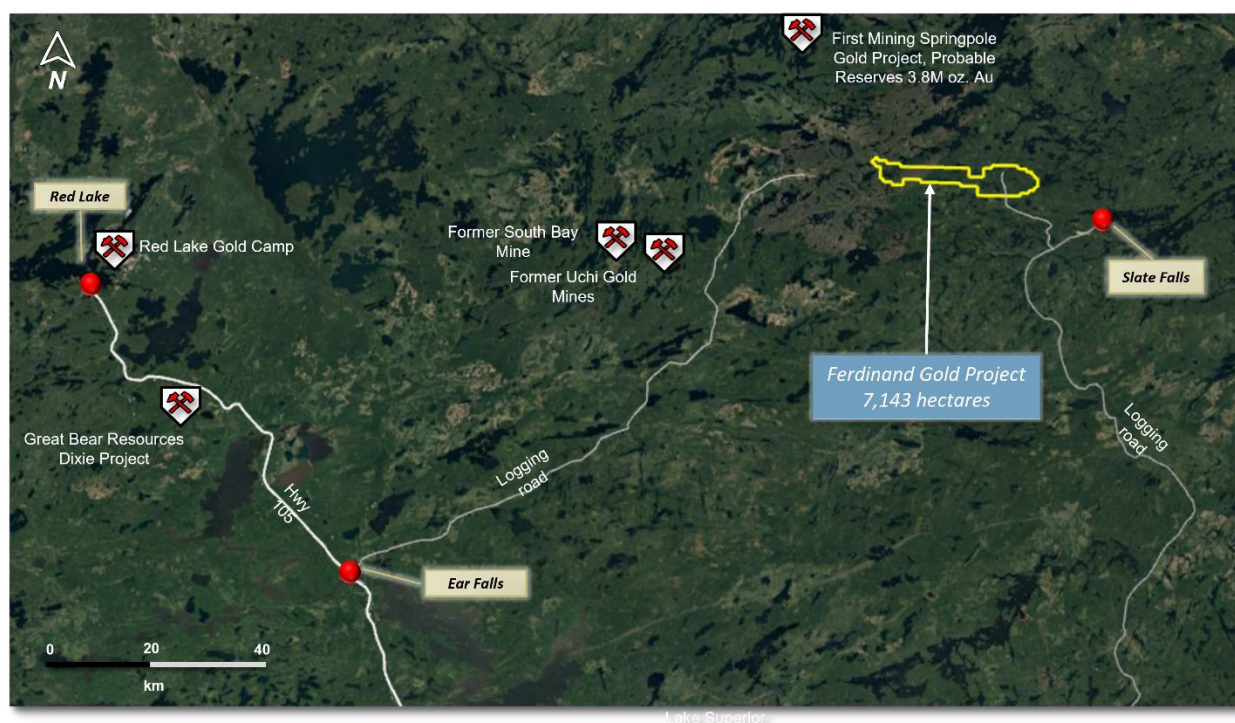 First Mining Springpole
Gold Project, Probable
Reserves 3.8M oz. Au
N
Red Lake
Red Lake Gold Camp
Former South Bay
Mine
Former Uchi Gold
Mines
Slate Falls
Ferdinand Gold Project
7,143 hectares
Great Bear Resources
Dixie Project
Logging
road
Logging
road
Hwy
105
Ear Falls
0 20 40
km
Lake Superior